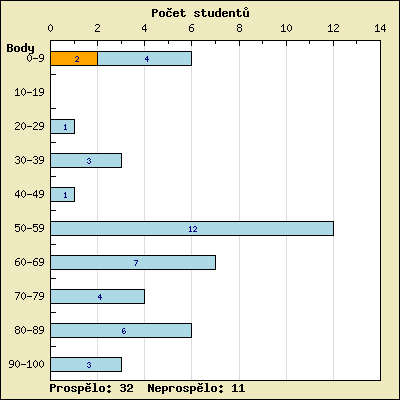 Počet studentů
0 2 4 6 8 10 12 14
Body
0-9 2 4
10-19
20-29 1
30-39 3
40-49 1
50-59 12
60-69 7
70-79 4
80-89 6
90-100 3
Prospělo: 32 Neprospělo: 11